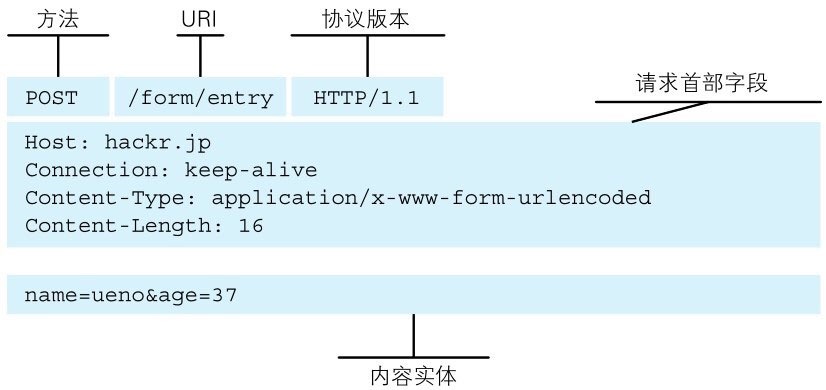 方法 URI 协议版本
POST /form/entry HTTP/1.1
请求首部字段
Host: hackr.jp
Connection: keep-alive
Content-Type: application/x-www-form-urlencoded
Content-Length: 16
name=ueno&age=37
内容实体